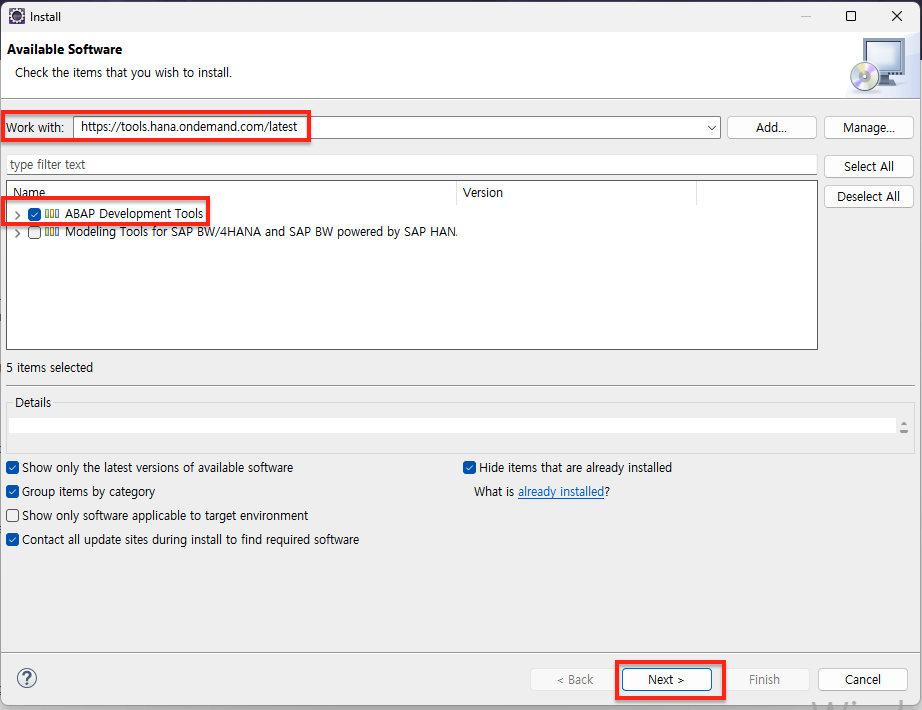 Install
Available Software
Check the items that you wish to install.
Work with: https://tools.hana.ondemand.com/latest Add... Manage...
type filter text Select All
Name Version Deselect All
ABAP Development Tools
Modeling Tools for SAP BW/4HANA and SAP BW powered by SAP HAN.
5 items selected
Details
Show only the latest versions of available software Hide items that are already installed
Group items by category What is already installed?
Show only software applicable to target environment
Contact all update sites during install to find required software
? < Back Next > Finish Cancel